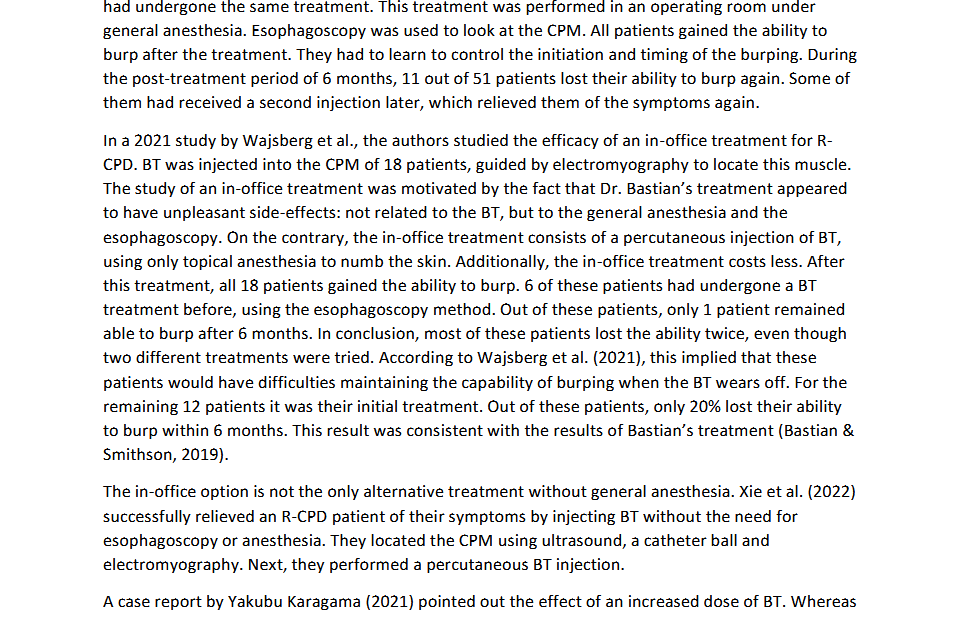 had undergone the same treatment. This treatment was performed in an operating room under
general anesthesia. Esophagoscopy was used to look at the CPM. All patients gained the ability to
burp after the treatment. They had to learn to control the initiation and timing of the burping. During
the post-treatment period of 6 months, 11 out of 51 patients lost their ability to burp again. Some of
them had received a second injection later, which relieved them of the symptoms again.
In a 2021 study by Wajsberg et al., the authors studied the efficacy of an in-office treatment for R-
CPD. BT was injected into the CPM of 18 patients, guided by electromyography to locate this muscle.
The study of an in-office treatment was motivated by the fact that Dr. Bastian’s treatment appeared
to have unpleasant side-effects: not related to the BT, but to the general anesthesia and the
esophagoscopy. On the contrary, the in-office treatment consists of a percutaneous injection of BT,
using only topical anesthesia to numb the skin. Additionally, the in-office treatment costs less. After
this treatment, all 18 patients gained the ability to burp. 6 of these patients had undergone a BT
treatment before, using the esophagoscopy method. Out of these patients, only 1 patient remained
able to burp after 6 months. In conclusion, most of these patients lost the ability twice, even though
two different treatments were tried. According to Wajsberg et al. (2021), this implied that these
patients would have difficulties maintaining the capability of burping when the BT wears off. For the
remaining 12 patients it was their initial treatment. Out of these patients, only 20% lost their ability
to burp within 6 months. This result was consistent with the results of Bastian’s treatment (Bastian &
Smithson, 2019).
The in-office option is not the only alternative treatment without general anesthesia. Xie et al. (2022)
successfully relieved an R-CPD patient of their symptoms by injecting BT without the need for
esophagoscopy or anesthesia. They located the CPM using ultrasound, a catheter ball and
electromyography. Next, they performed a percutaneous BT injection.
A case report by Yakubu Karagama (2021) pointed out the effect of an increased dose of BT. Whereas